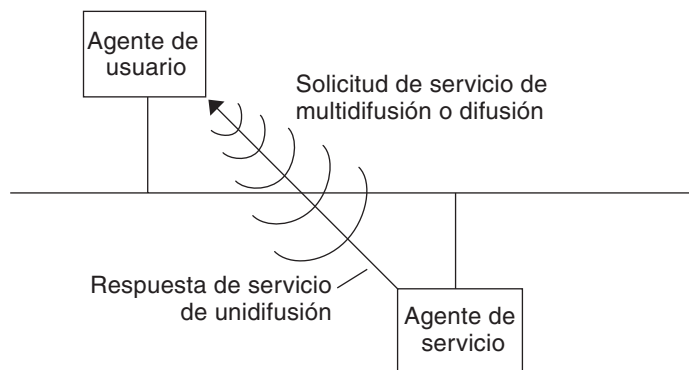 Agente de
usuario
Solicitud de servicio de
multidifusión o difusión
Respuesta de servicio
de unidifusión
Agente de
servicio